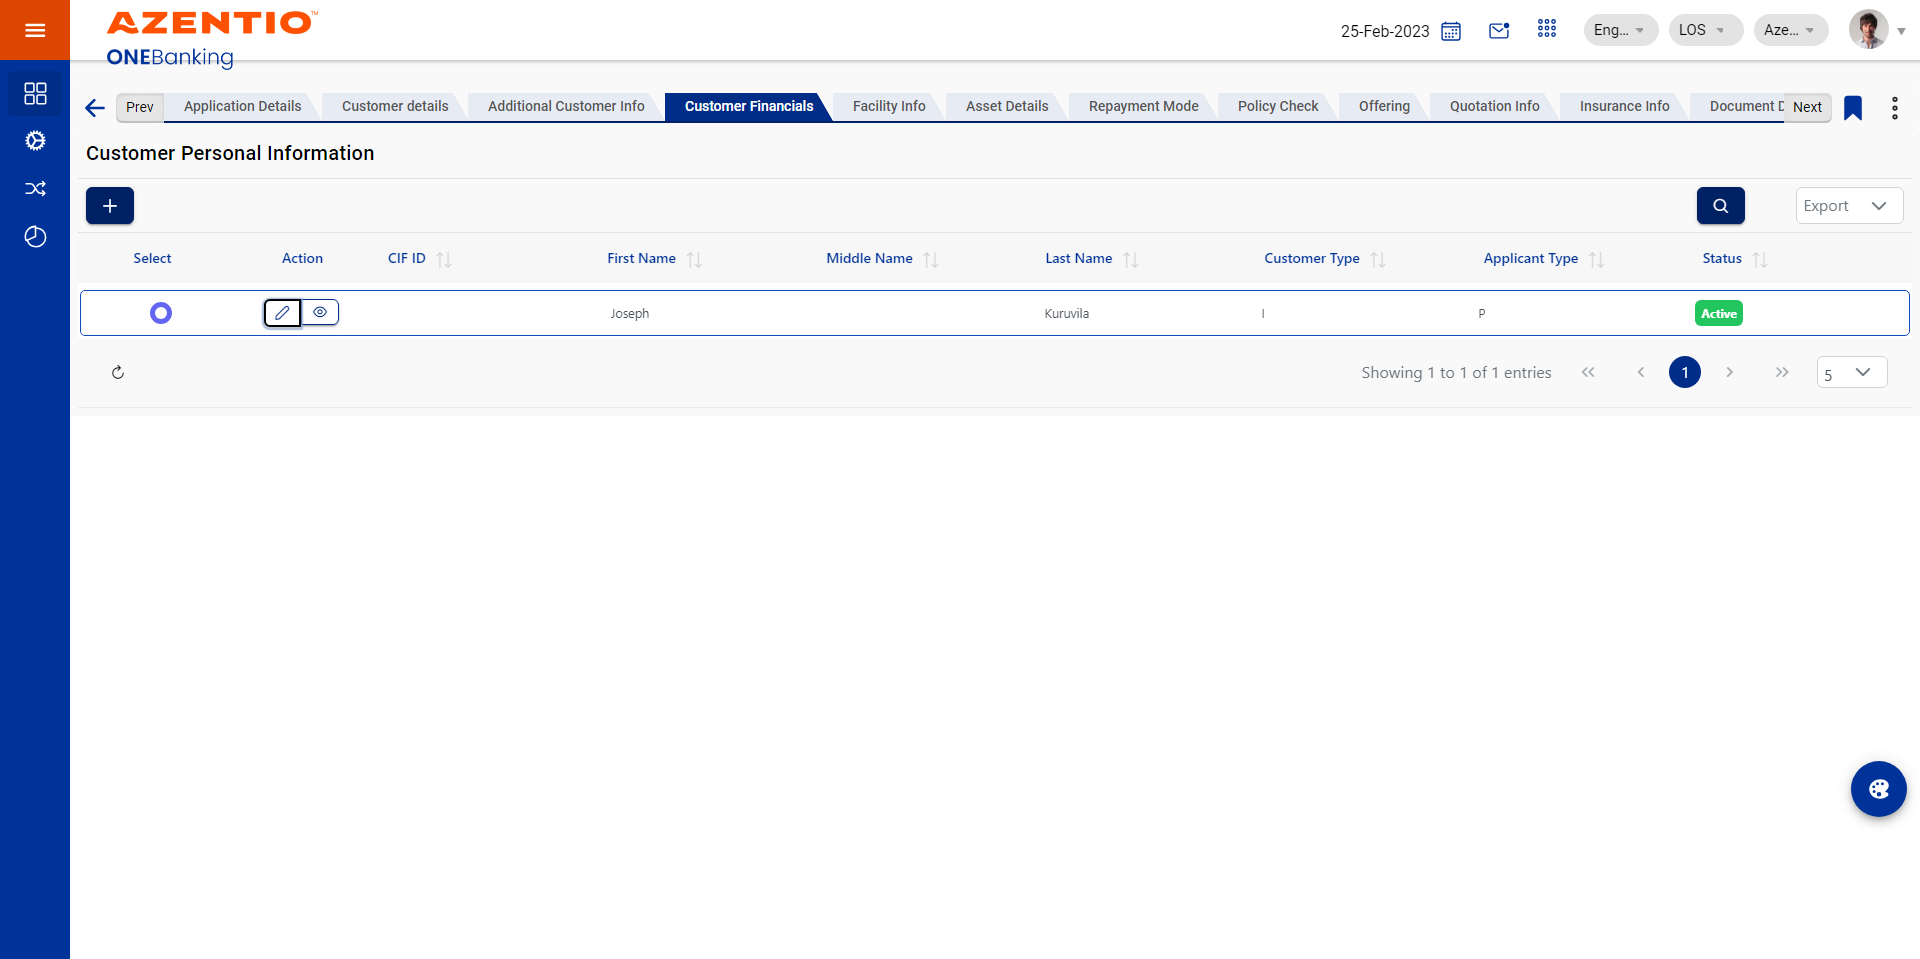 AZENTIO™
ONEBanking
25-Feb-2023
Eng...
LOS
Aze...
Prev
Application Details
Customer details
Additional Customer Info
Customer Financials
Facility Info
Asset Details
Repayment Mode
Policy Check
Offering
Quotation Info
Insurance Info
Document D
Next
Customer Personal Information
Export
Select Action CIF ID First Name Middle Name Last Name Customer Type Applicant Type Status
Joseph Kuruvila I P Active
Showing 1 to 1 of 1 entries
1
5